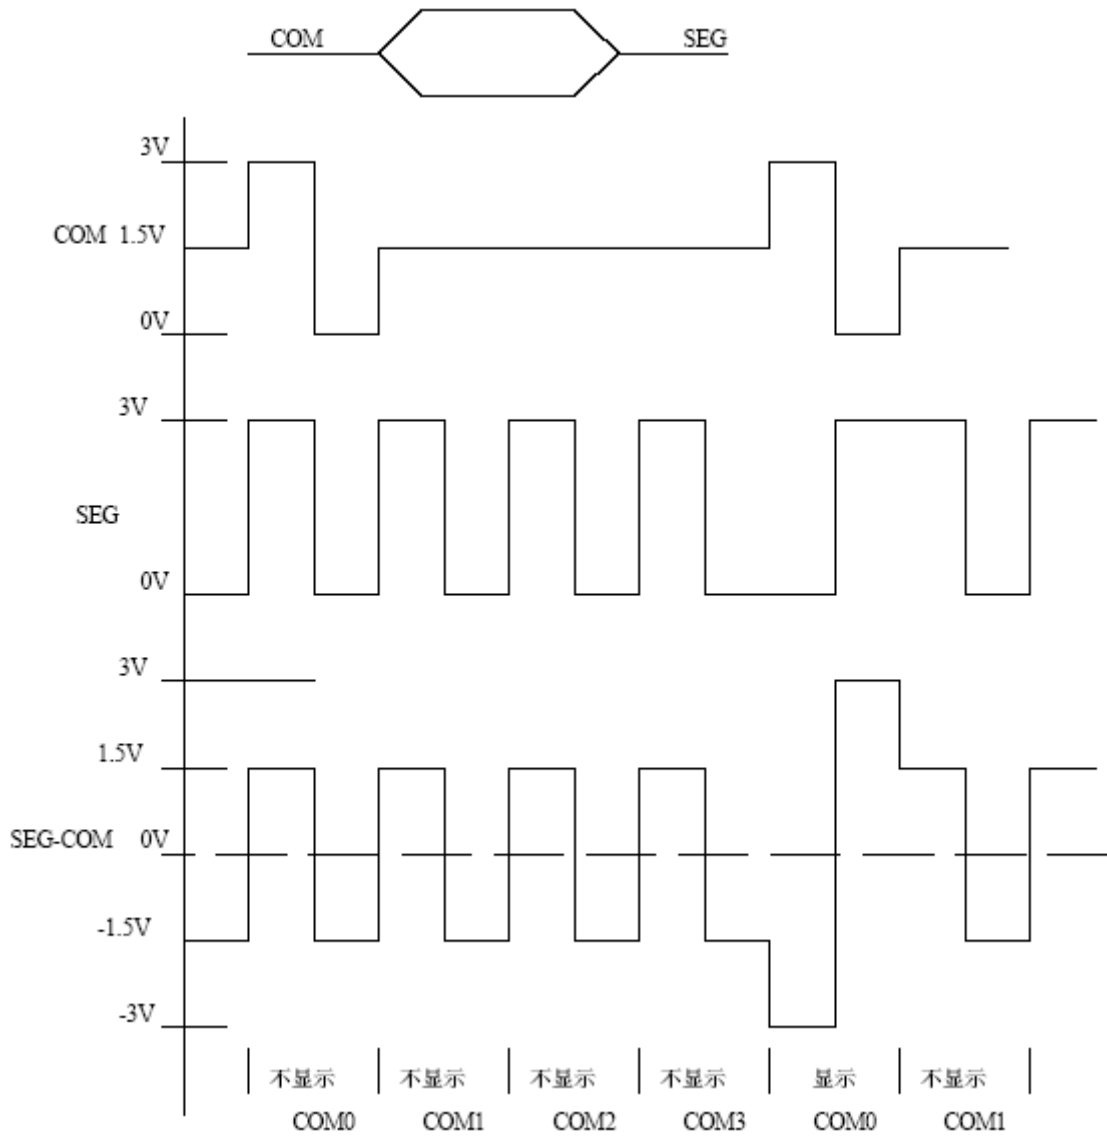 COM SEG
3V
COM 1.5V
0V
3V
SEG
0V
3V
1.5V
SEG-COM 0V
-1.5V
-3V
不显示 不显示 不显示 不显示 显示 不显示
COM0 COM1 COM2 COM3 COM0 COM1